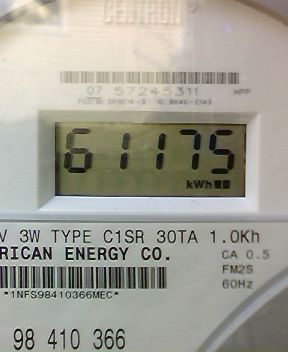 CENTRON
07 57245311
61175
kWh
V 3W TYPE C1SR 30TA 1.0Kh
RICAN ENERGY CO.
CA 0.5
FM2S
60Hz
*1NFS98410366MEC*
98 410 366